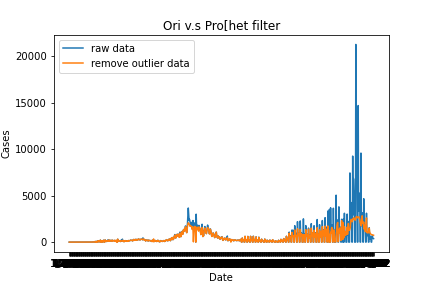 Ori v.s Pro[het filter
raw data
remove outlier data
20000
15000
10000
5000
0
Cases
Date